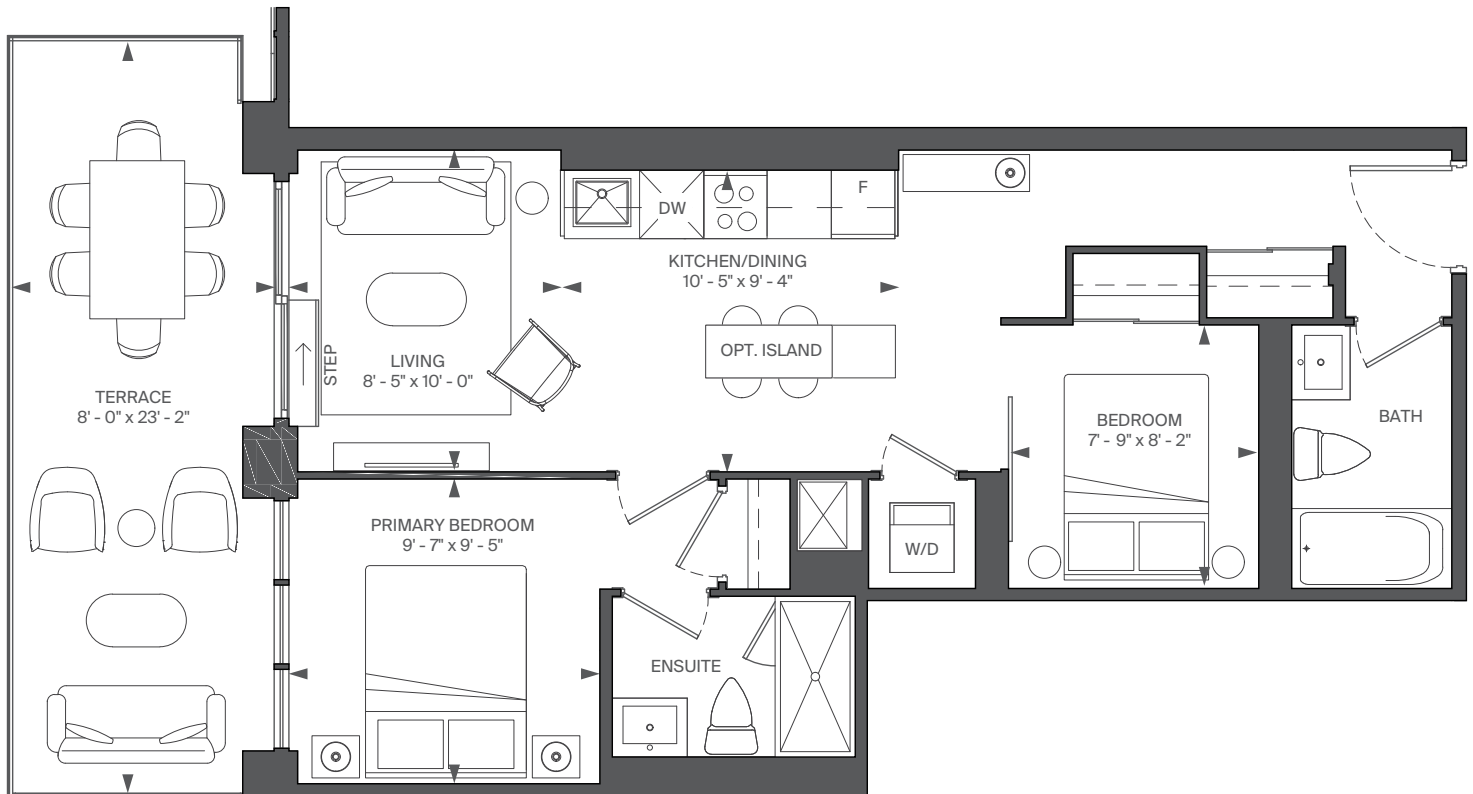 F
DW
KITCHEN/DINING
10' - 5" x 9' - 4"
OPT. ISLAND
STEP
LIVING
8' - 5" x 10' - 0"
TERRACE
8' - 0" x 23' - 2"
BEDROOM
7' - 9" x 8' - 2"
BATH
PRIMARY BEDROOM
9' - 7" x 9' - 5"
W/D
ENSUITE